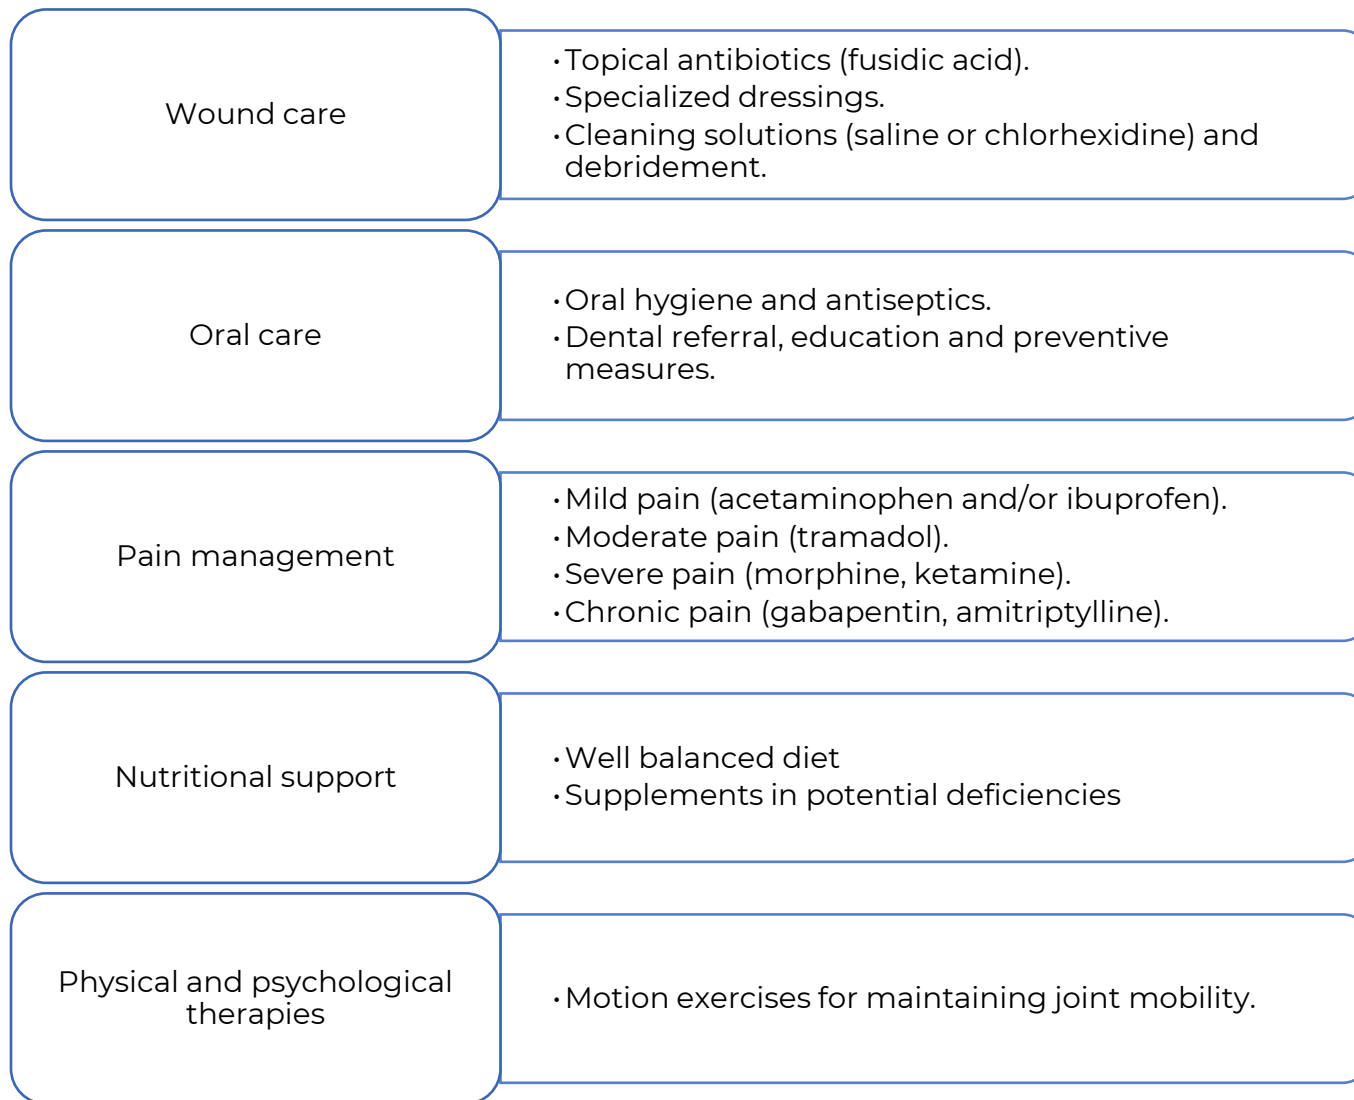 Wound care
·Topical antibiotics (fusidic acid).
·Specialized dressings.
·Cleaning solutions (saline or chlorhexidine) and
debridement.
Oral care
·Oral hygiene and antiseptics.
·Dental referral, education and preventive
measures.
Pain management
·Mild pain (acetaminophen and/or ibuprofen).
·Moderate pain (tramadol).
·Severe pain (morphine, ketamine).
·Chronic pain (gabapentin, amitriptylline).
Nutritional support
·Well balanced diet
·Supplements in potential deficiencies
Physical and psychological
therapies
·Motion exercises for maintaining joint mobility.